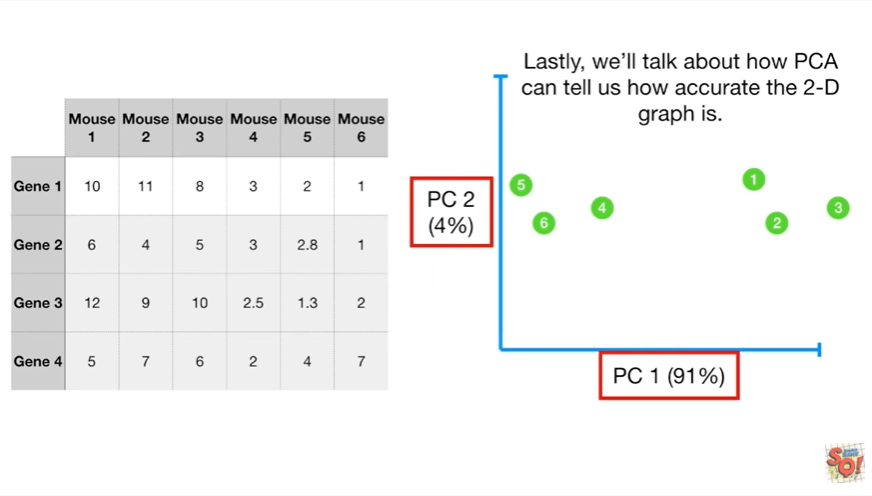 Lastly, we'll talk about how PCA
can tell us how accurate the 2-D
graph is.
Mouse 1 Mouse 2 Mouse 3 Mouse 4 Mouse 5 Mouse 6
Gene 1 10 11 8 3 2 1
Gene 2 6 4 5 3 2.8 1
Gene 3 12 9 10 2.5 1.3 2
Gene 4 5 7 6 2 4 7
PC 2
(4%)
5
6
4
1
2
3
PC 1 (91%)
SQ!